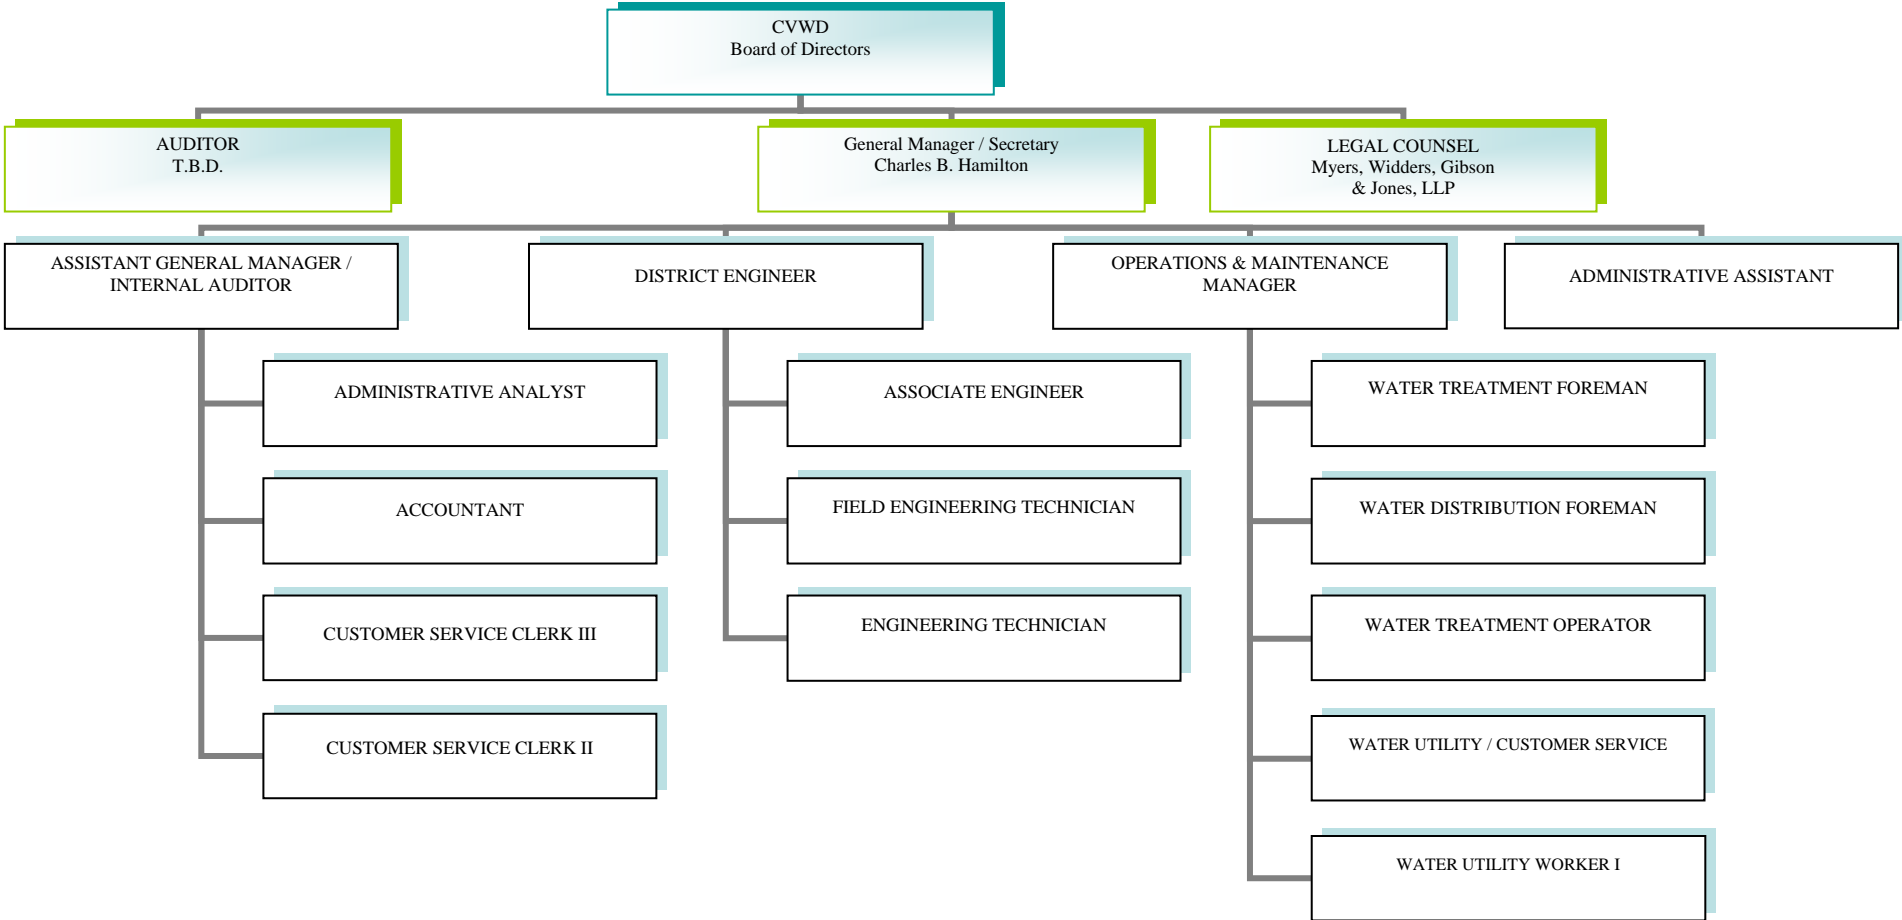 CVWD
Board of Directors
AUDITOR
T.B.D.
General Manager / Secretary
Charles B. Hamilton
LEGAL COUNSEL
Myers, Widders, Gibson
& Jones, LLP
ASSISTANT GENERAL MANAGER /
INTERNAL AUDITOR
DISTRICT ENGINEER
OPERATIONS & MAINTENANCE
MANAGER
ADMINISTRATIVE ASSISTANT
ADMINISTRATIVE ANALYST
ACCOUNTANT
CUSTOMER SERVICE CLERK III
CUSTOMER SERVICE CLERK II
ASSOCIATE ENGINEER
FIELD ENGINEERING TECHNICIAN
ENGINEERING TECHNICIAN
WATER TREATMENT FOREMAN
WATER DISTRIBUTION FOREMAN
WATER TREATMENT OPERATOR
WATER UTILITY / CUSTOMER SERVICE
WATER UTILITY WORKER I